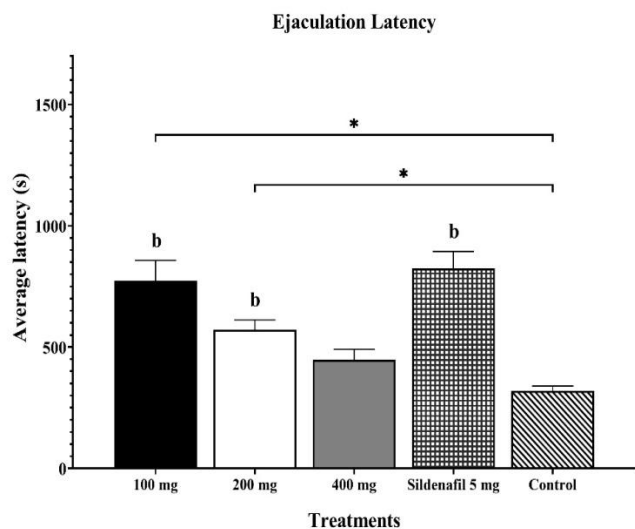 Ejaculation Latency
Average latency (s)
1500
1000
500
0
*
*
b
b
b
100 mg
200 mg
400 mg
Sildenafil 5 mg
Control
Treatments